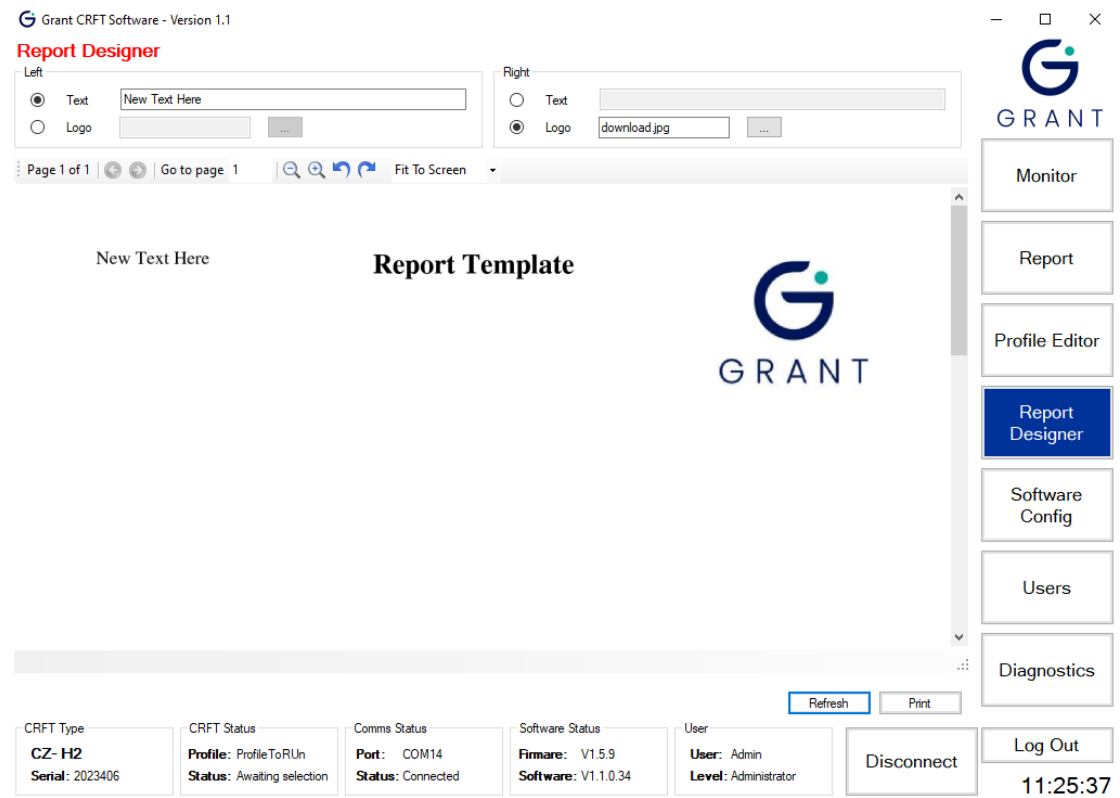 Grant CRFT Software - Version 1.1
Report Designer
Left
Text New Text Here
Logo ...
Right
Text
Logo download.jpg ...
GRANT
Page 1 of 1 Go to page 1 Fit To Screen
New Text Here
Report Template
GRANT
Monitor
Report
Profile Editor
Report
Designer
Software
Config
Users
Diagnostics
Refresh Print
CRFT Type
CZ- H2
Serial: 2023406
CRFT Status
Profile: ProfileToRUn
Status: Awaiting selection
Comms Status
Port: COM14
Status: Connected
Software Status
Firmare: V1.5.9
Software: V1.1.0.34
User
User: Admin
Level: Administrator
Disconnect
Log Out
11:25:37